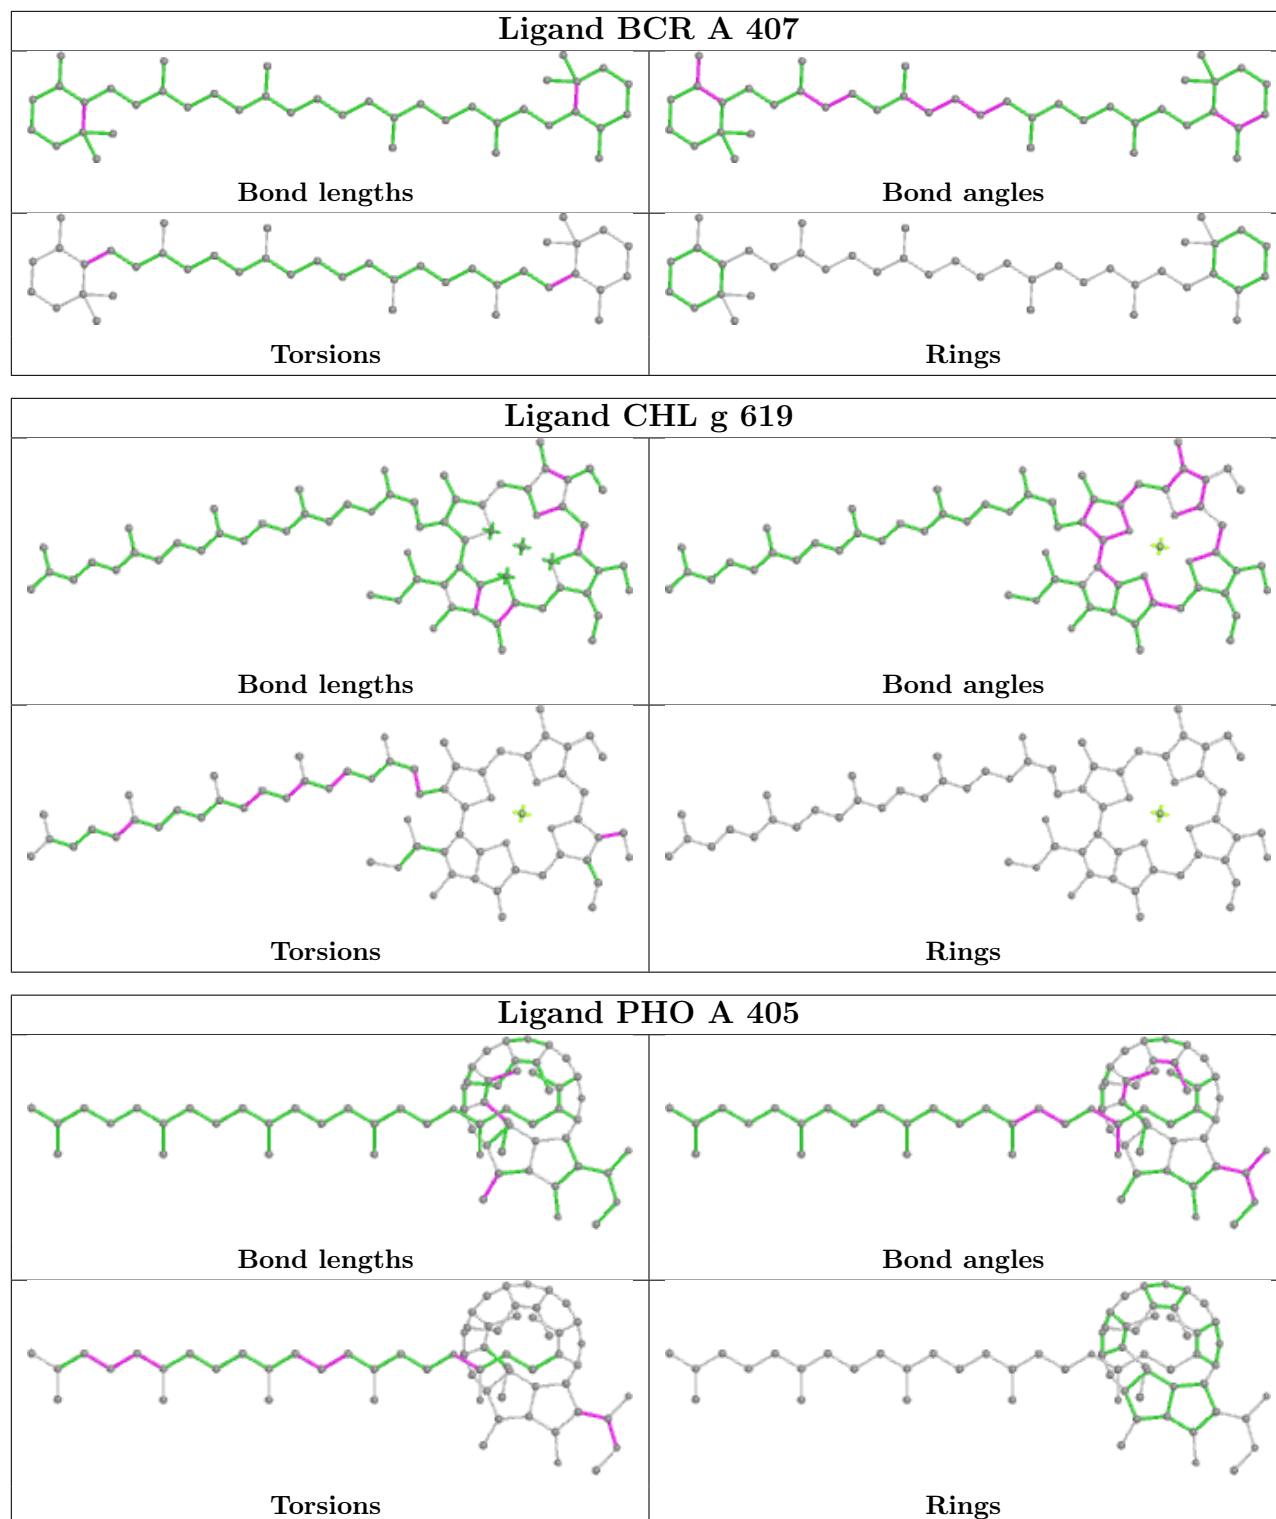 Ligand BCR A 407
Bond lengths
Bond angles
Torsions
Rings
Ligand CHL g 619
Bond lengths
Bond angles
Torsions
Rings
Ligand PHO A 405
Bond lengths
Bond angles
Torsions
Rings